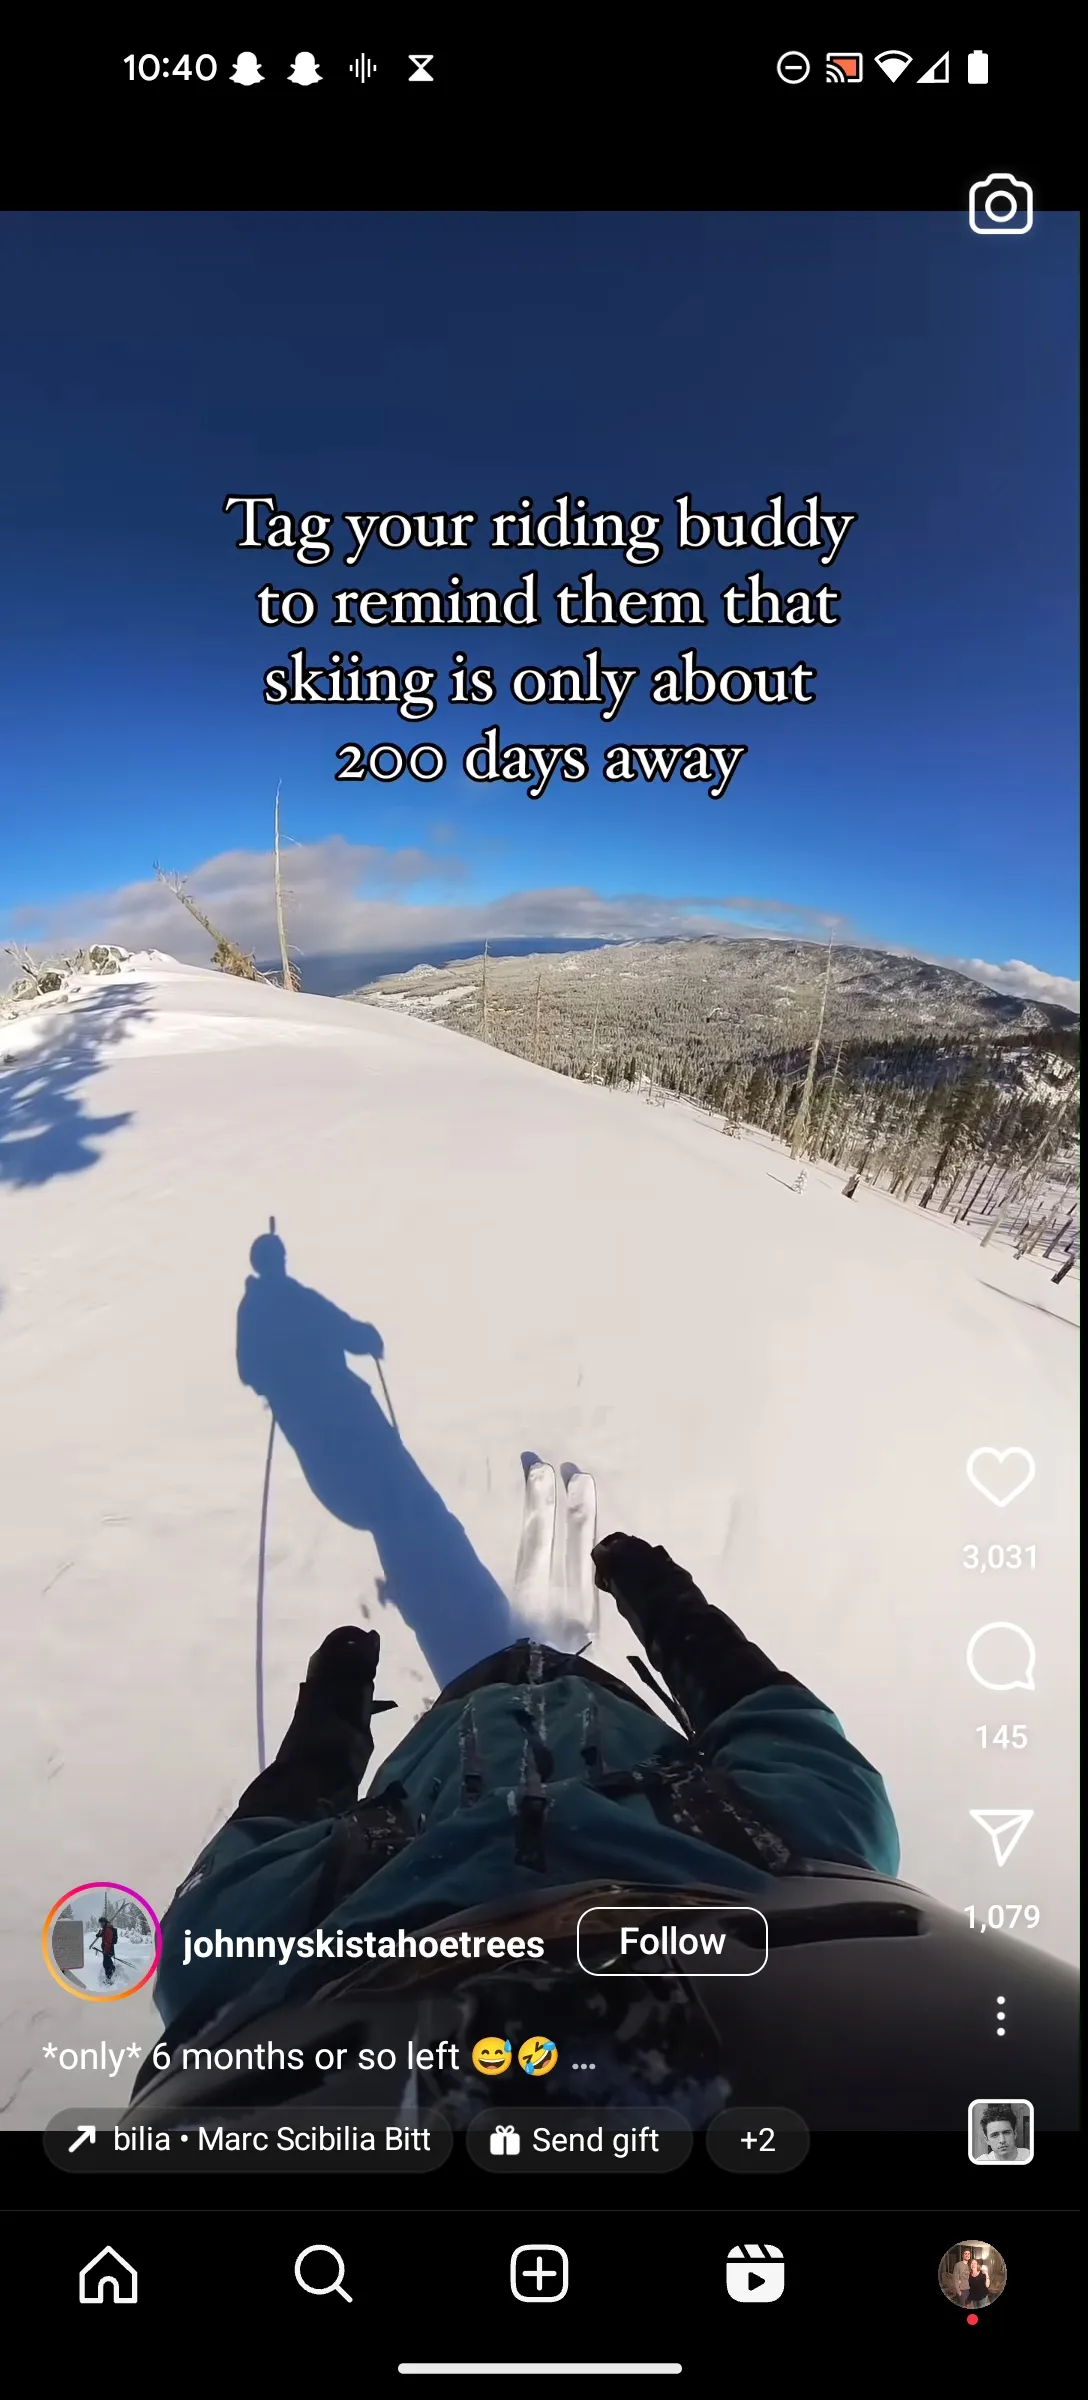 10:40
Tag your riding buddy
to remind them that
skiing is only about
200 days away
3,031
145
1,079
johnnyskistahoetrees
Follow
*only* 6 months or so left 😅🤣 ...
bilia • Marc Scibilia Bitt
Send gift
+2